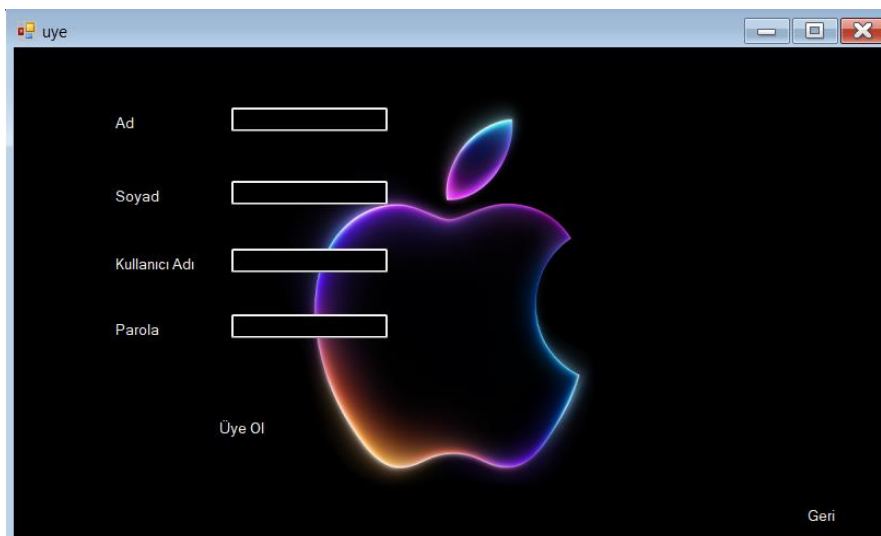 uye
Ad
Soyad
Kullanıcı Adı
Parola
Üye Ol
Geri